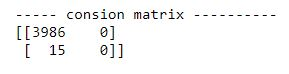 ----- consion matrix ----------
[[3986    0]
 [  15    0]]